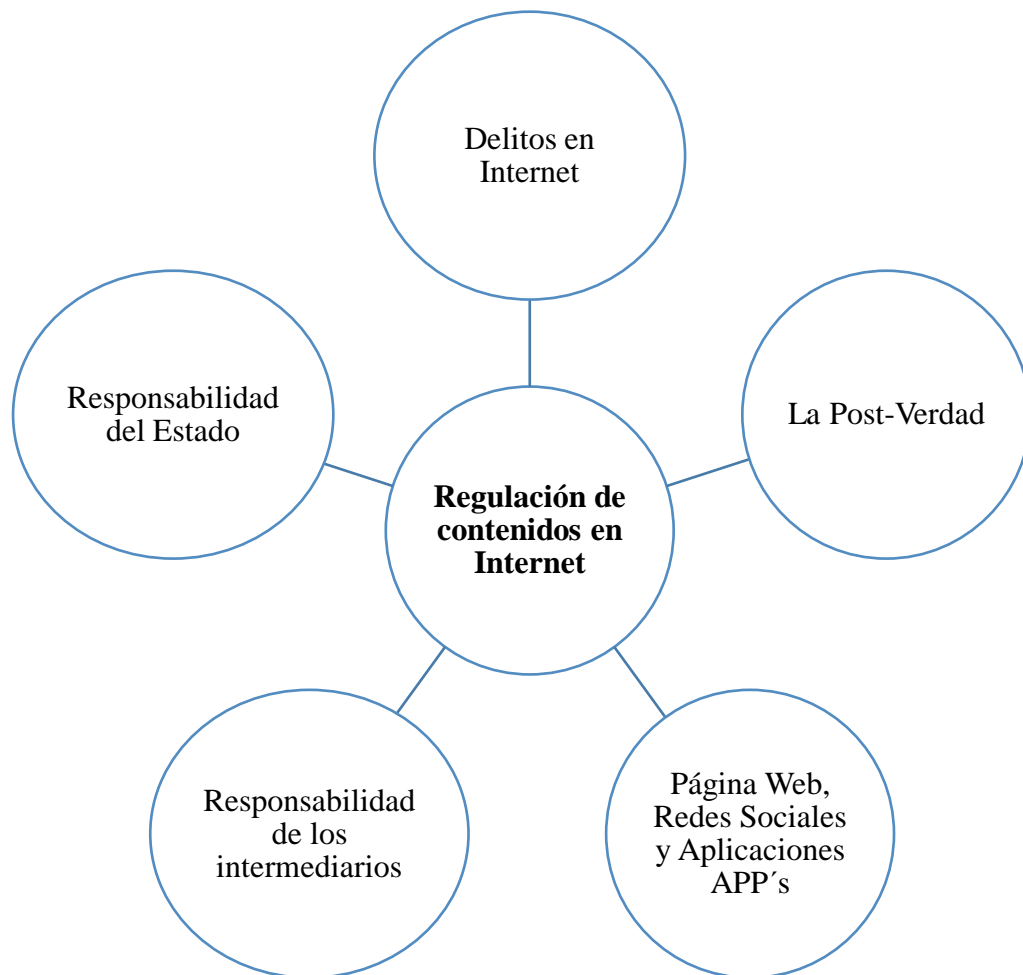 Delitos en
Internet
Responsabilidad
del Estado
La Post-Verdad
Regulación de
contenidos en
Internet
Responsabilidad
de los
intermediarios
Página Web,
Redes Sociales
y Aplicaciones
APP´s